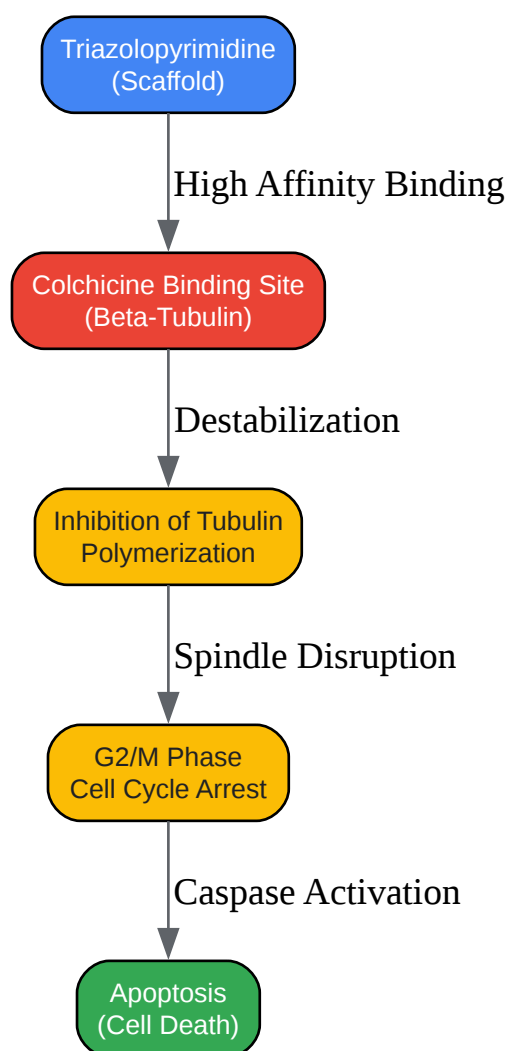 Triazolopyrimidine
(Scaffold)
High Affinity Binding
Colchicine Binding Site
(Beta-Tubulin)
Destabilization
Inhibition of Tubulin
Polymerization
Spindle Disruption
G2/M Phase
Cell Cycle Arrest
Caspase Activation
Apoptosis
(Cell Death)